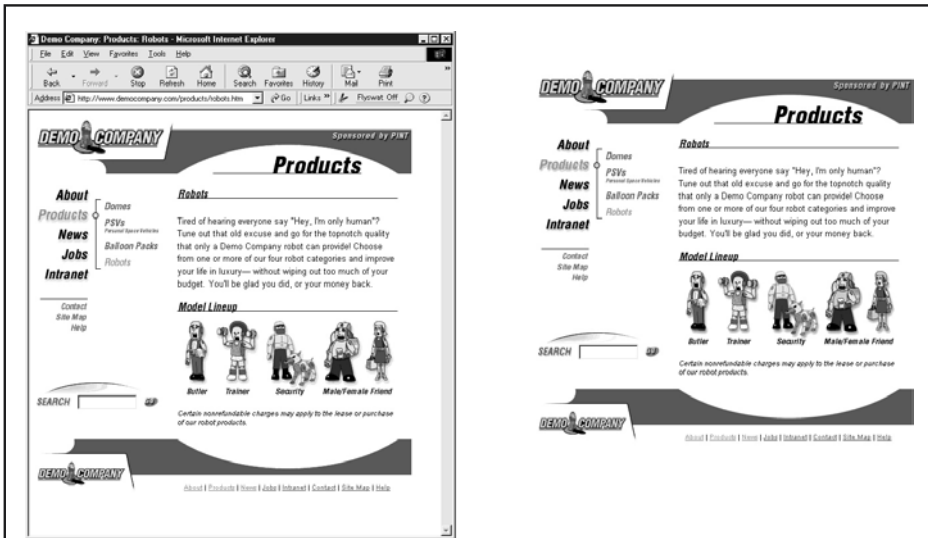 Demo Company: Products: Robots - Microsoft Internet Explorer
File Edit View Favorites Tools Help
Back Forward Stop Refresh Home Search Favorites History Mail Print
Address http://www.democompany.com/products/robots.htm Go Links » Flyswat Off
DEMO COMPANY
Sponsored by PINT
Products
About
Products
News
Jobs
Intranet
Domes
PSVs
Personal Space Vehicles
Balloon Packs
Robots
Contact
Site Map
Help
SEARCH
Robots
Tired of hearing everyone say "Hey, I'm only human"?
Tune out that old excuse and go for the topnotch quality
that only a Demo Company robot can provide! Choose
from one or more of our four robot categories and improve
your life in luxury— without wiping out too much of your
budget. You'll be glad you did, or your money back.
Model Lineup
Butler Trainer Security Male/Female Friend
Certain nonrefundable charges may apply to the lease or purchase
of our robot products.
DEMO COMPANY
About | Products | News | Jobs | Intranet | Contact | Site Map | Help
DEMO COMPANY
Sponsored by PINT
Products
About
Products
News
Jobs
Intranet
Domes
PSVs
Personal Space Vehicles
Balloon Packs
Robots
Contact
Site Map
Help
SEARCH
Robots
Tired of hearing everyone say "Hey, I'm only human"?
Tune out that old excuse and go for the topnotch quality
that only a Demo Company robot can provide! Choose
from one or more of our four robot categories and improve
your life in luxury— without wiping out too much of your
budget. You'll be glad you did, or your money back.
Model Lineup
Butler Trainer Security Male/Female Friend
Certain nonrefundable charges may apply to the lease or purchase
of our robot products.
DEMO COMPANY
About | Products | News | Jobs | Intranet | Contact | Site Map | Help